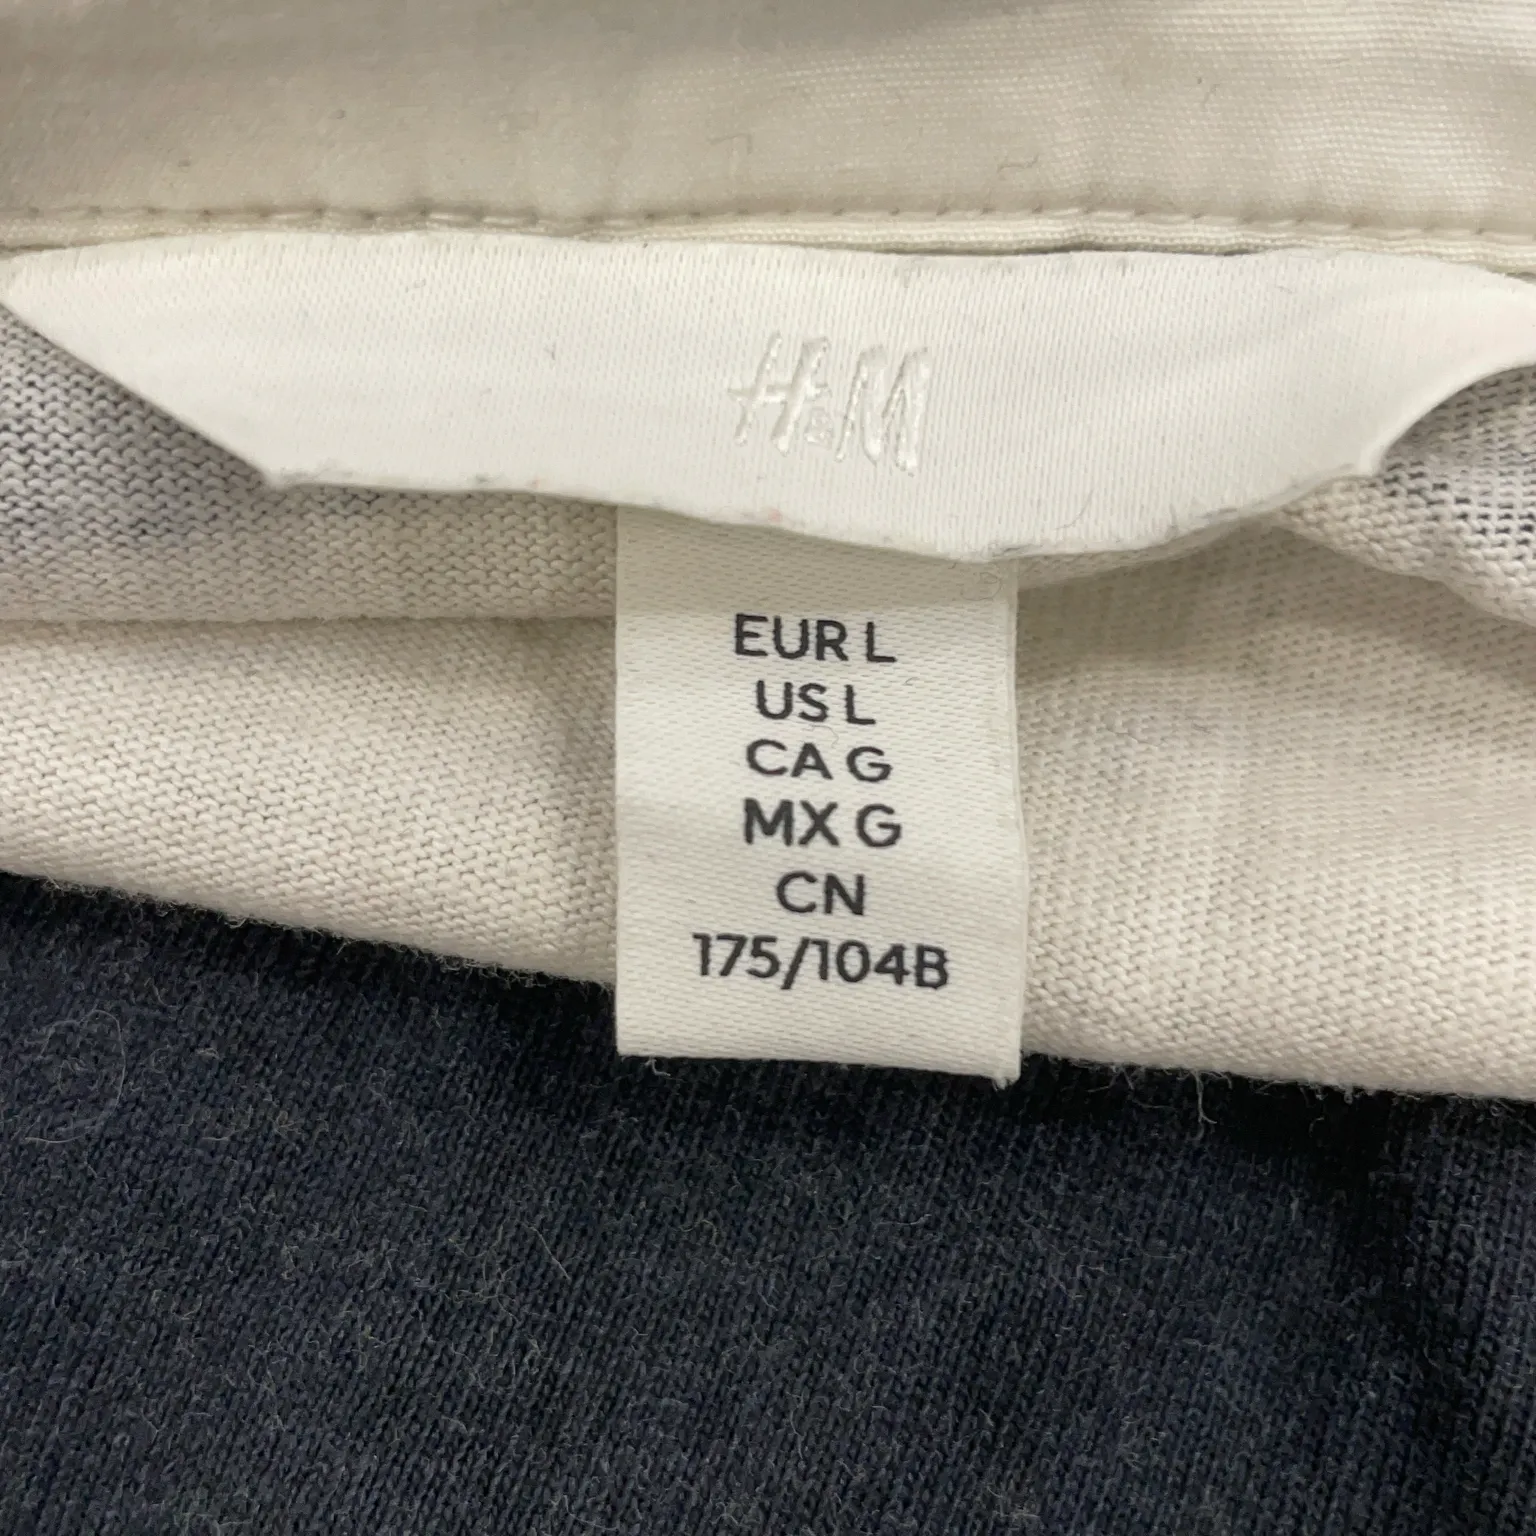 H&M
EUR L
US L
CA G
MX G
CN
175/104B